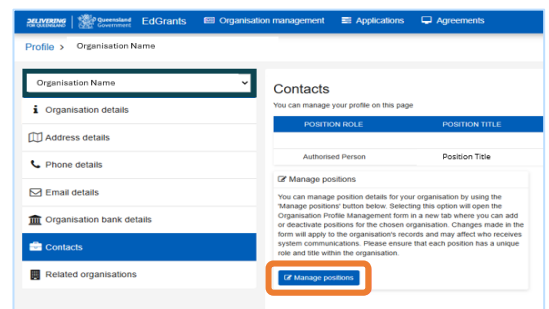 DELIVERING
FOR QUEENSLAND
Queensland
Government
EdGrants
Organisation management
Applications
Agreements
Profile > Organisation Name
Organisation Name
Organisation details
Address details
Phone details
Email details
Organisation bank details
Contacts
Related organisations
Contacts
You can manage your profile on this page
POSITION ROLE POSITION TITLE
Authorised Person Position Title
Manage positions
You can manage position details for your organisation by using the
'Manage positions' button below. Selecting this option will open the
Organisation Profile Management form in a new tab where you can add
or deactivate positions for the chosen organisation. Changes made in the
form will apply to the organisation's records and may affect who receives
system communications. Please ensure that each position has a unique
role and title within the organisation.
Manage positions